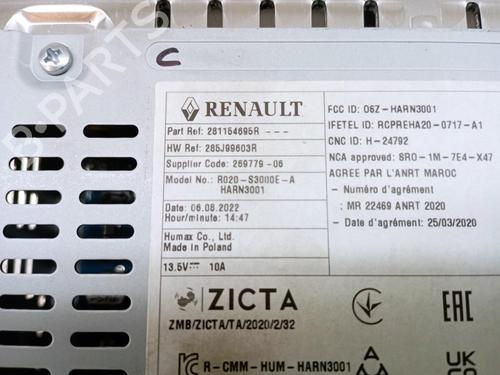 C
B-PARTS
RENAULT
Part Ref: 281154695R - - -
HW Ref: 285J99603R
Supplier Code: 269779 -06
Model No.: R020 -S3000E-A
HARN3001
Date: 06.08.2022
Hour/minute: 14:47
Humax Co., Ltd.
Made in Poland
13.5V⎓ 10A
ZICTA
ZMB/ZICTA/TA/2020/2/32
R-CMM-HUM-HARN3001
FCC ID: O6Z-HARN3001
IFETEL ID: RCPREHA20-0717-A1
CNC ID: H-24792
NCA approved: SRO-1M-7E4-X47
AGREE PAR L'ANRT MAROC
- Numéro d'agrément
; MR 22469 ANRT 2020
- Date d'agrément: 25/03/2020
EAC
UK